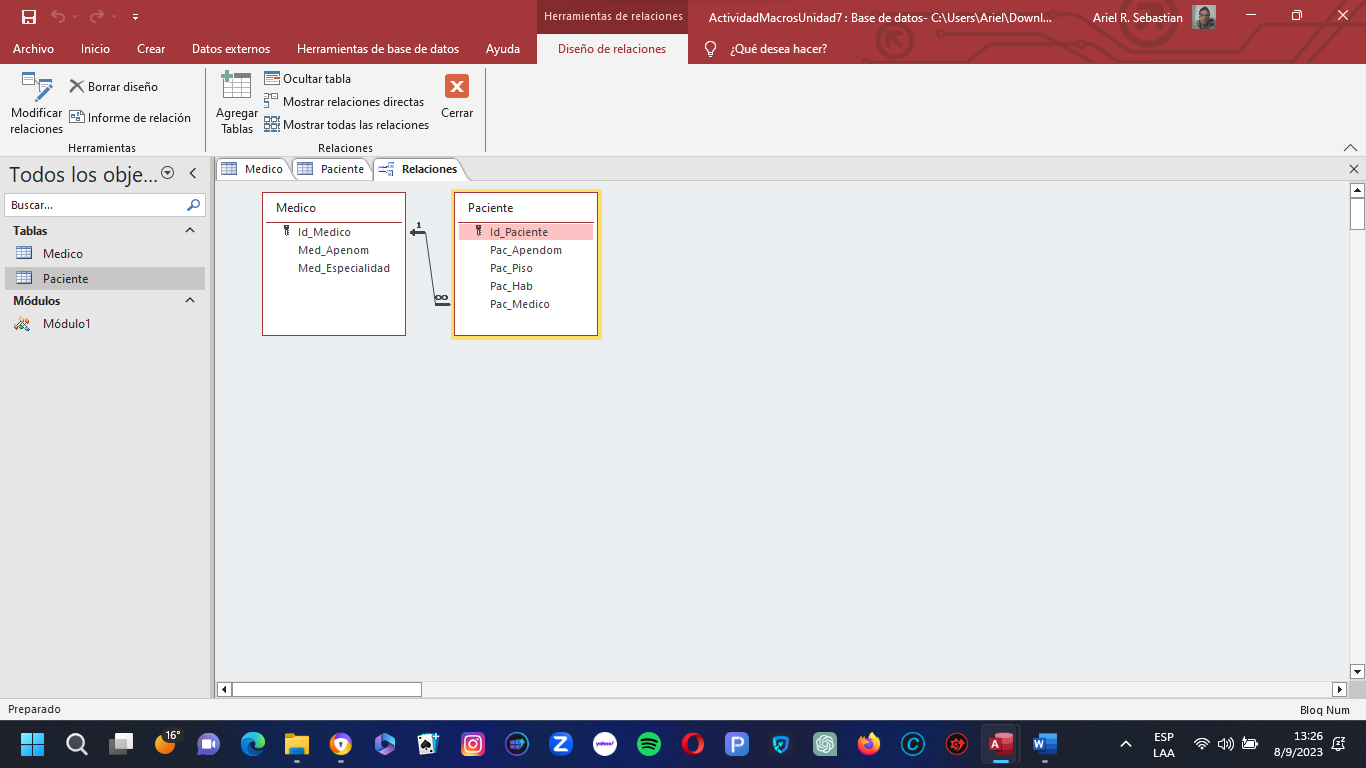 Herramientas de relaciones
ActividadMacrosUnidad7 : Base de datos- C:\Users\Ariel\Downl...
Ariel R. Sebastian
Archivo
Inicio
Crear
Datos externos
Herramientas de base de datos
Ayuda
Diseño de relaciones
¿Qué desea hacer?
Modificar
relaciones
Borrar diseño
Informe de relación
Herramientas
Agregar
Tablas
Ocultar tabla
Mostrar relaciones directas
Mostrar todas las relaciones
Cerrar
Relaciones
Todos los obje...
Buscar...
Tablas
Medico
Paciente
Módulos
Módulo1
Medico
Paciente
Relaciones
Medico
Id_Medico
Med_Apenom
Med_Especialidad
1
∞
Paciente
Id_Paciente
Pac_Apendom
Pac_Piso
Pac_Hab
Pac_Medico
Preparado
Bloq Num
16°
yahoo!
ESP
LAA
13:26
8/9/2023